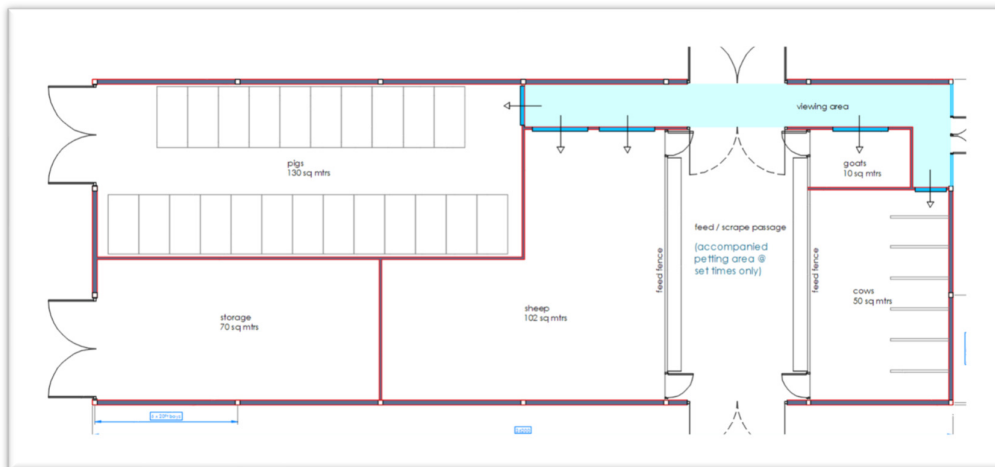 viewing area
pigs
130 sq mtrs
goats
10 sq mtrs
feed / scrape passage
(accompanied
petting area @
set times only)
feed fence
feed fence
cows
50 sq mtrs
sheep
102 sq mtrs
storage
70 sq mtrs